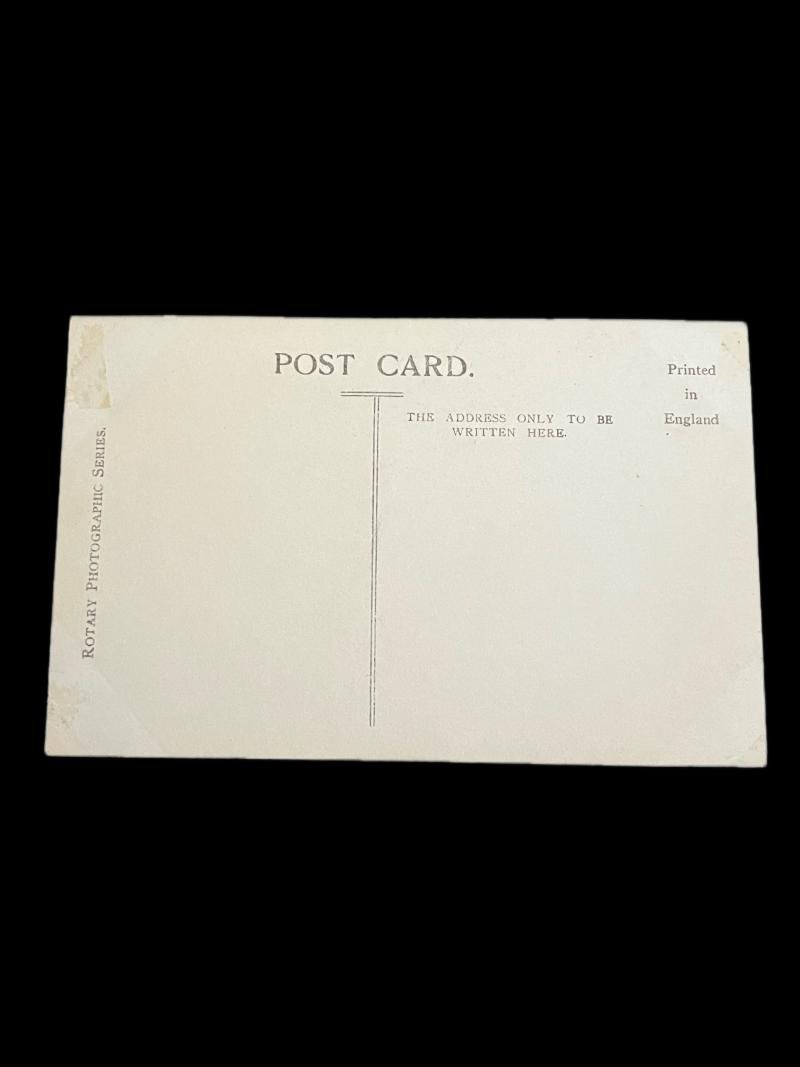 POST CARD.
Printed
in
England
THE ADDRESS ONLY TO BE
WRITTEN HERE.
ROTARY PHOTOGRAPHIC SERIES.